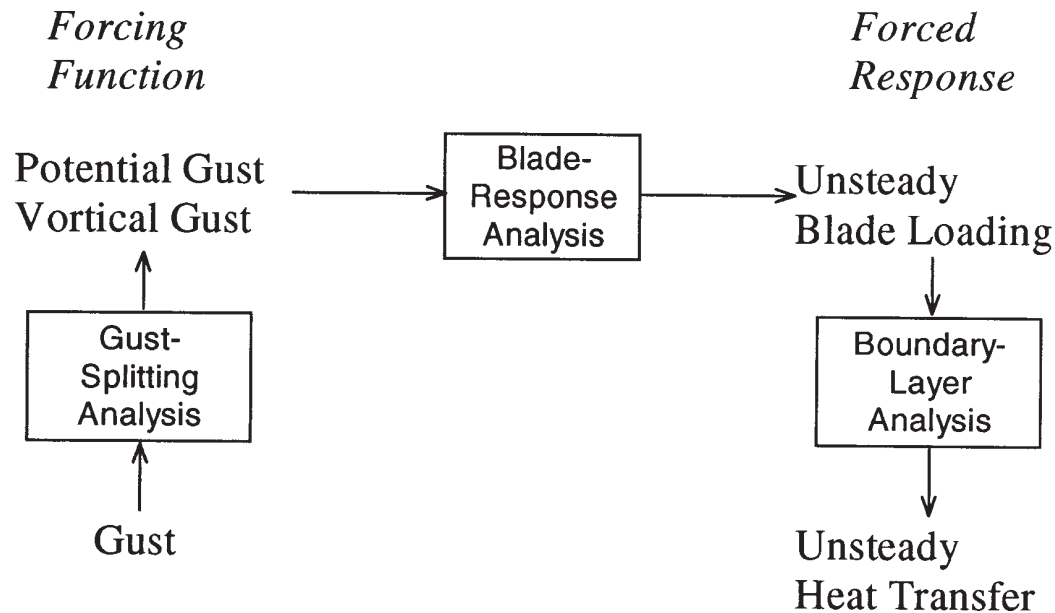 Forcing
Function
Forced
Response
Potential Gust
Vortical Gust
Blade-
Response
Analysis
Unsteady
Blade Loading
Gust-
Splitting
Analysis
Boundary-
Layer
Analysis
Gust
Unsteady
Heat Transfer